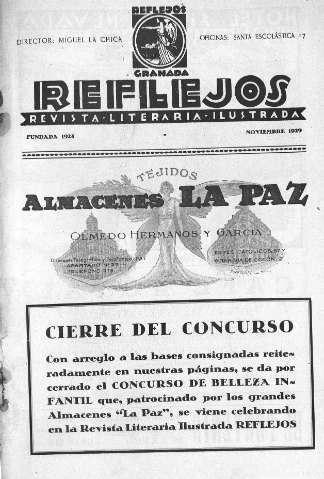 REFLEJOS
DIRECTOR: MIGUEL LA CHICA
OFICINAS: SANTA ESCOLÁSTICA
GRANADA
REFLEJOS
REVISTA-LITERARIA-ILUSTRADA
FUNDADA 1924
NOVIEMBRE 1929
TEJIDOS
ALMACENES LA PAZ
OLMEDO HERMANOS Y GARCIA
CIERRE DEL CONCURSO
Con arreglo a las bases consignadas reite-
radamente en nuestras páginas, se da por
cerrado el CONCURSO DE BELLEZA IN-
FANTIL que, patrocinado por los grandes
Almacenes "La Paz", se viene celebrando
en la Revista Literaria Ilustrada REFLEJOS